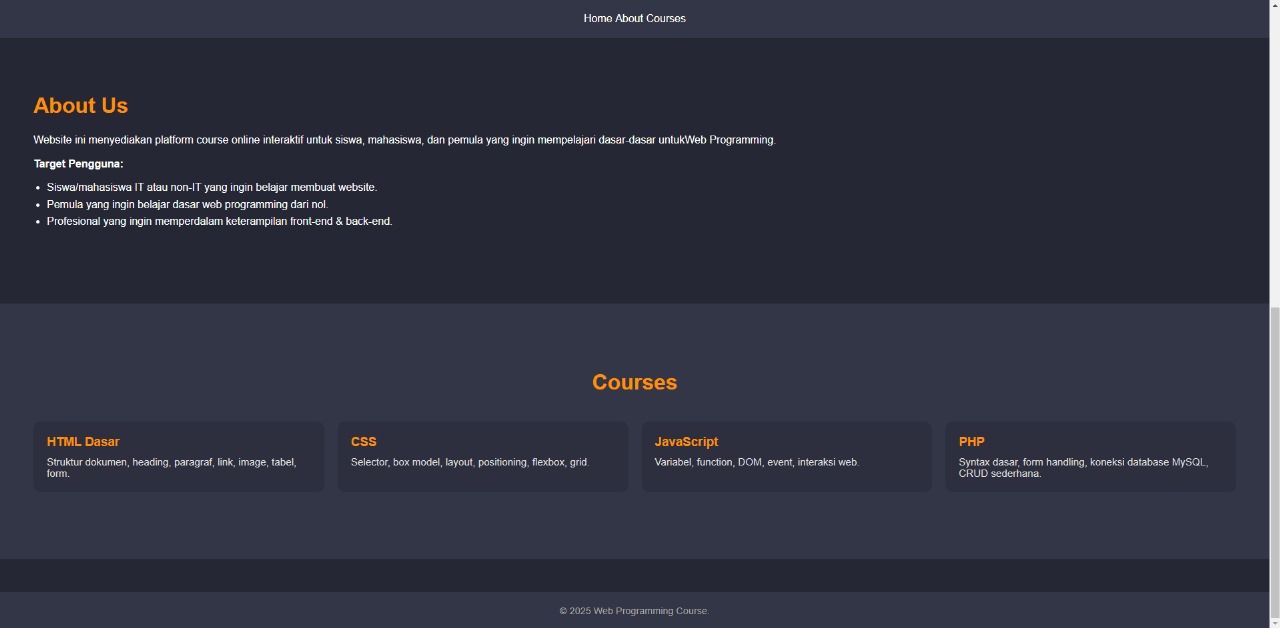 Home About Courses
About Us
Website ini menyediakan platform course online interaktif untuk siswa, mahasiswa, dan pemula yang ingin mempelajari dasar-dasar untukWeb Programming.
Target Pengguna:
• Siswa/mahasiswa IT atau non-IT yang ingin belajar membuat website.
• Pemula yang ingin belajar dasar web programming dari nol.
• Profesional yang ingin memperdalam keterampilan front-end & back-end.
Courses
HTML Dasar
Struktur dokumen, heading, paragraf, link, image, tabel,
form.
CSS
Selector, box model, layout, positioning, flexbox, grid.
JavaScript
Variabel, function, DOM, event, interaksi web.
PHP
Syntax dasar, form handling, koneksi database MySQL,
CRUD sederhana.
© 2025 Web Programming Course.